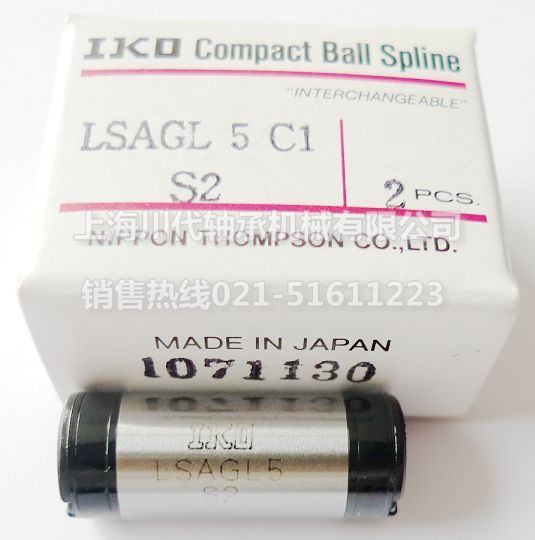 IKO Compact Ball Spline
"INTERCHANGEABLE"
LSAGL 5 C1
S2
2 PCS.
上海川代轴承机械有限公司
NIPPON THOMPSON CO.,LTD.
销售热线021-51611223
MADE IN JAPAN
1071130
IKO
LSAGL5
S2